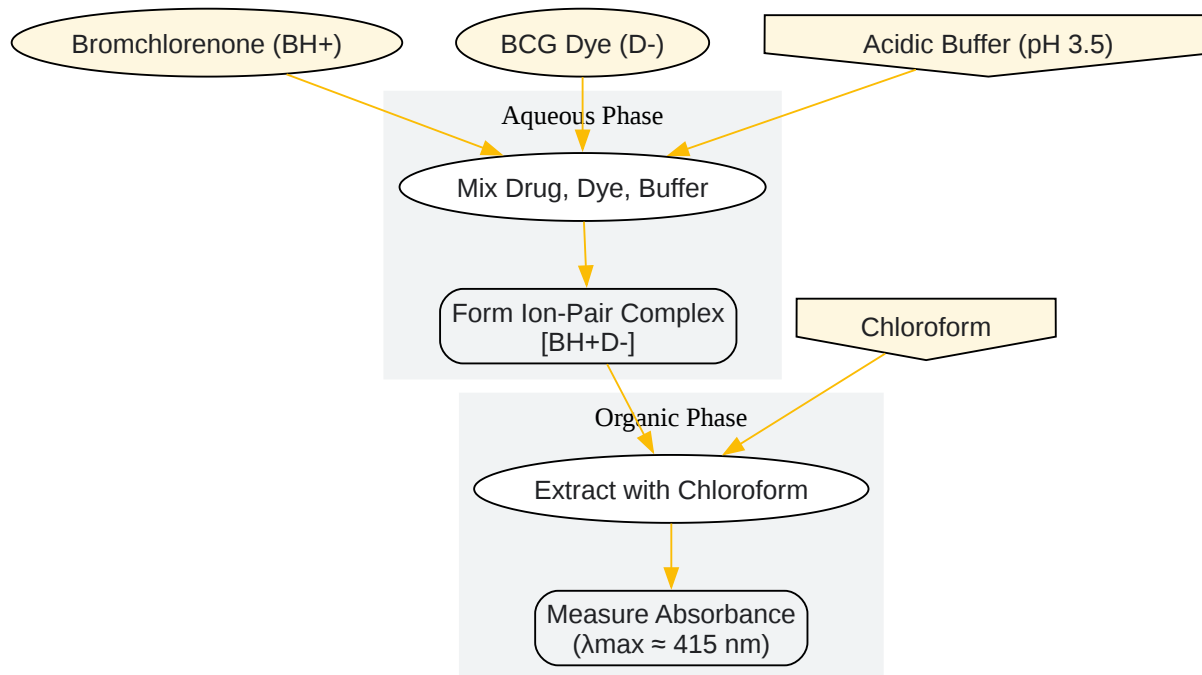 Bromchlorenone (BH+)
BCG Dye (D-)
Acidic Buffer (pH 3.5)
Aqueous Phase
Mix Drug, Dye, Buffer
Form Ion-Pair Complex
[BH+D-]
Chloroform
Organic Phase
Extract with Chloroform
Measure Absorbance
(λmax ≈ 415 nm)